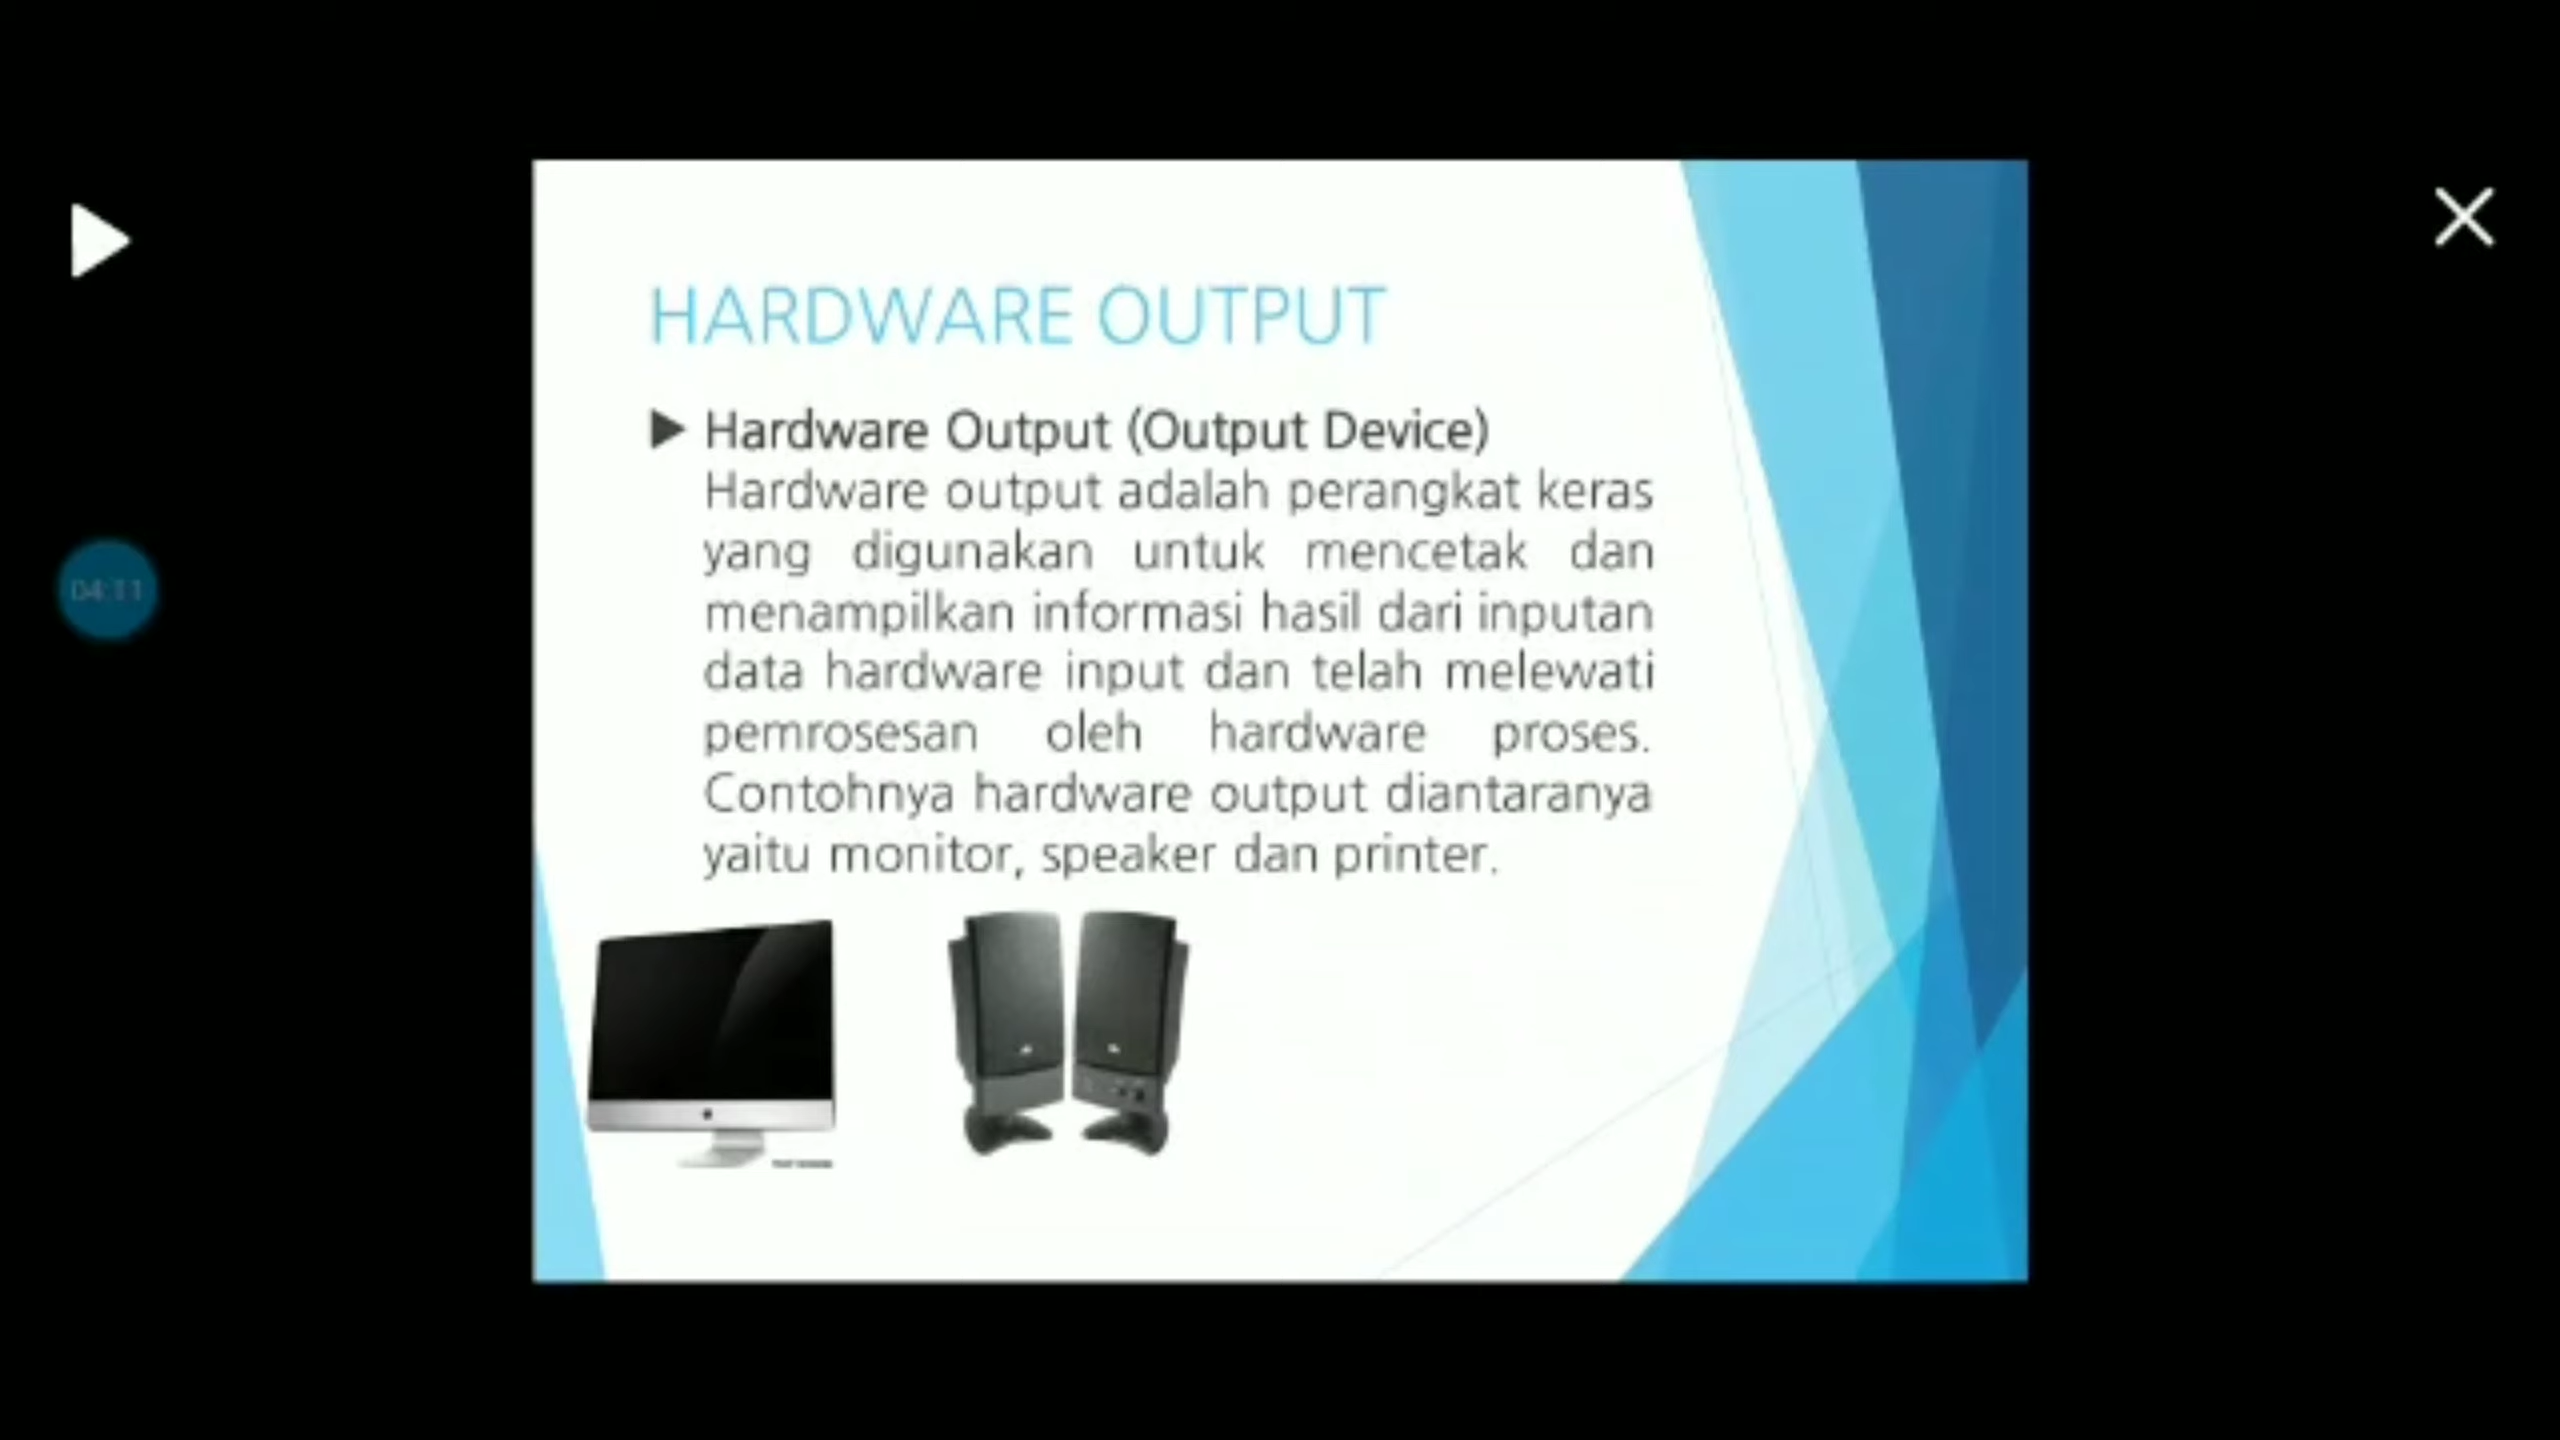 HARDWARE OUTPUT
Hardware Output (Output Device)
Hardware output adalah perangkat keras
yang digunakan untuk mencetak dan
menampilkan informasi hasil dari inputan
data hardware input dan telah melewati
pemrosesan oleh hardware proses.
Contohnya hardware output diantaranya
yaitu monitor, speaker dan printer.
04:11